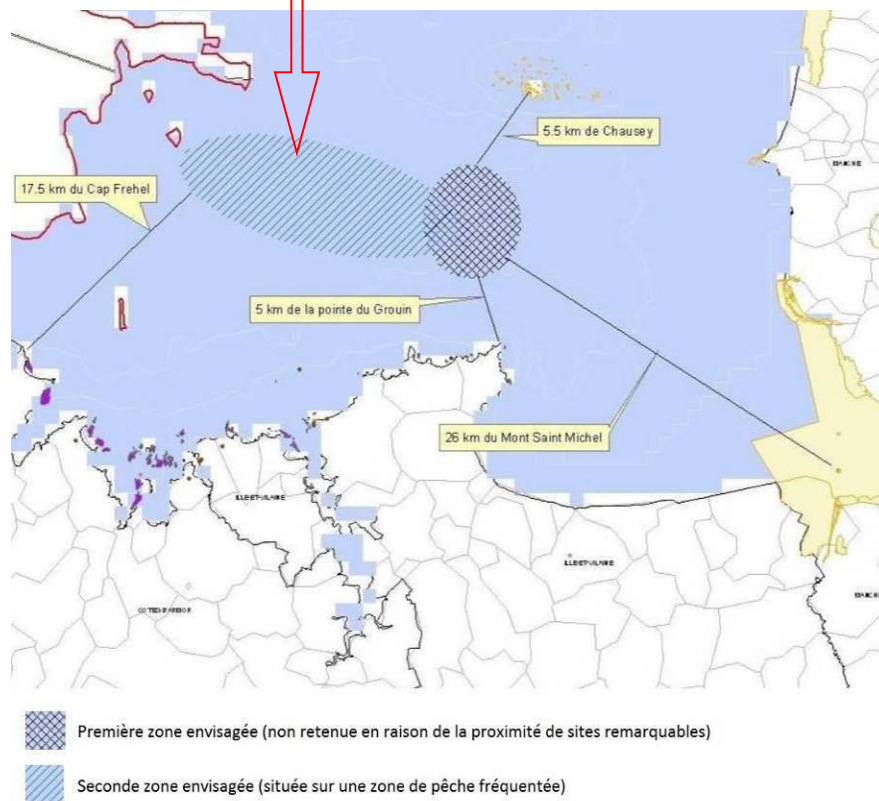 5.5 km de Chausey
MANCHE
17.5 km du Cap Frehel
5 km de la pointe du Grouin
26 km du Mont Saint Michel
ILLE-ET-VILAINE
ILLE-ET-VILAINE
MANCHE
COTES-D'ARMOR
Première zone envisagée (non retenue en raison de la proximité de sites remarquables)
Seconde zone envisagée (située sur une zone de pêche fréquentée)